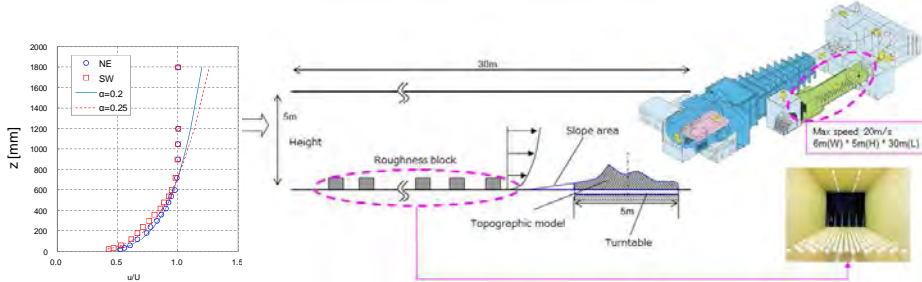 2000
1800
1600
1400
1200
1000
800
600
400
200
0
z [mm]
NE
SW
α=0.2
α=0.25
0.0
0.5
1.0
1.5
u/U
30m
5m
Height
Roughness block
Slope area
Topographic model
5m
Turntable
Max speed: 20m/s
6m(W) * 5m(H) * 30m(L)